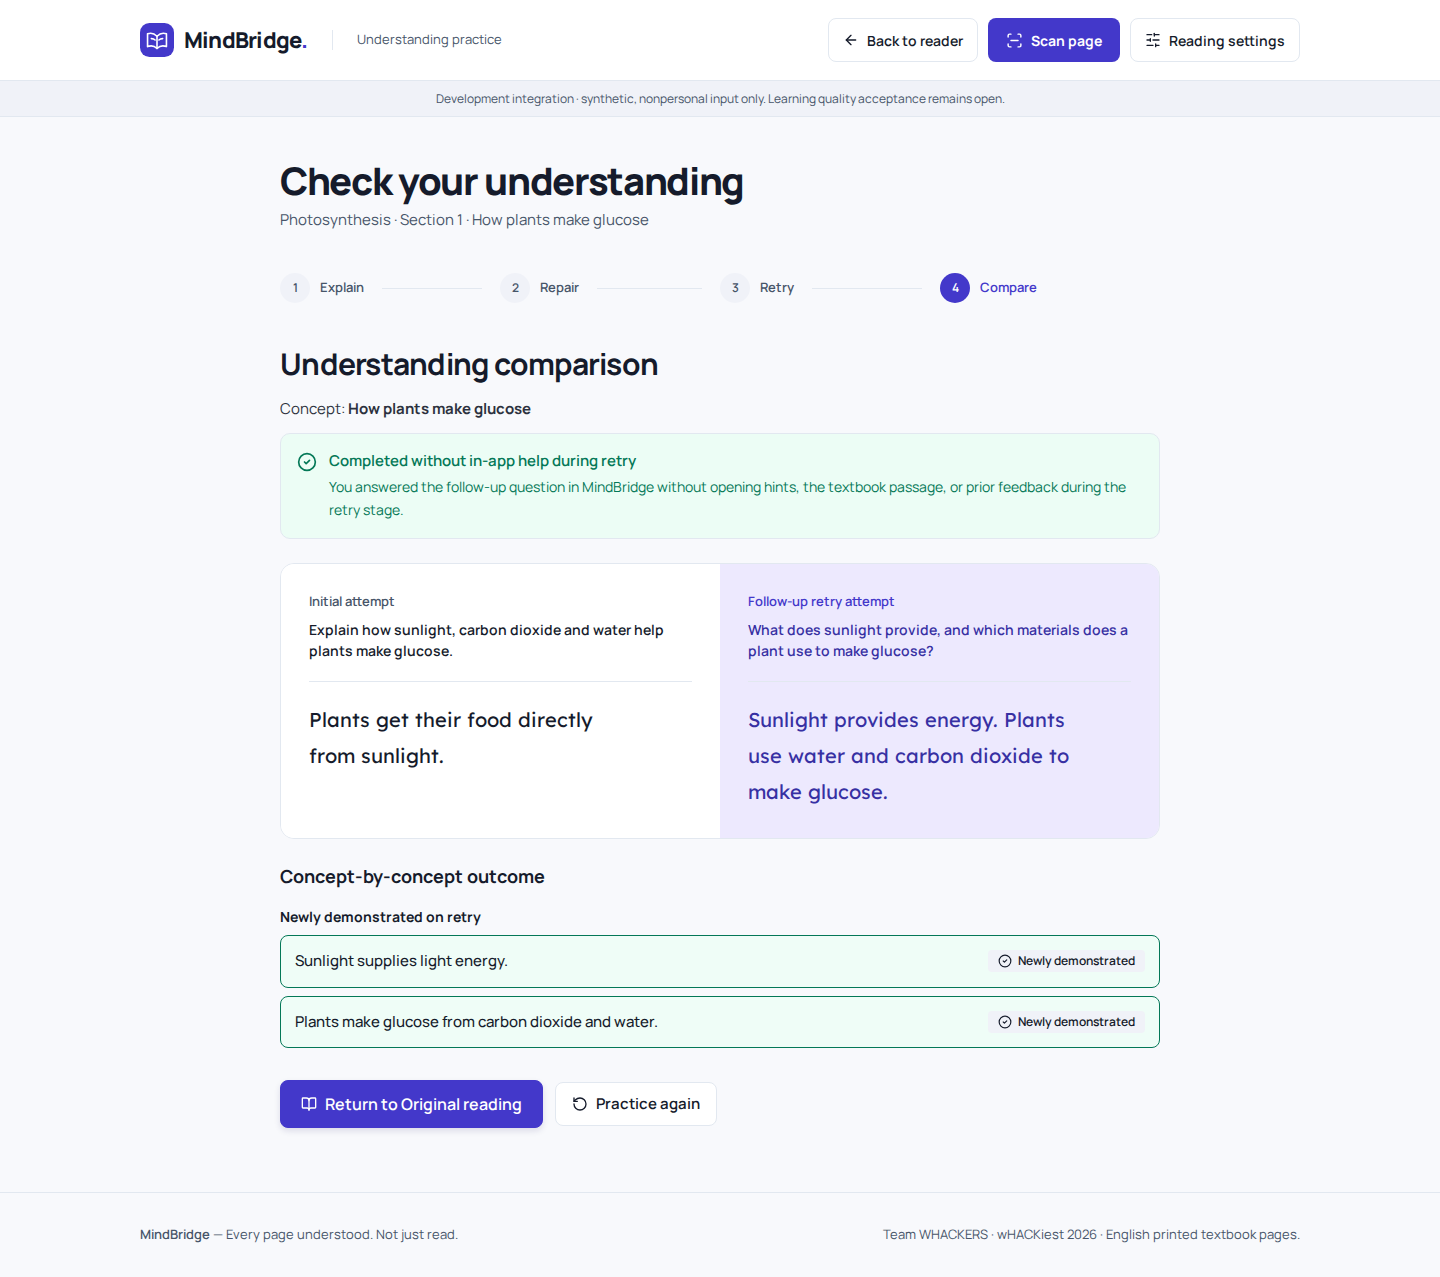 MindBridge.
Understanding practice
Back to reader
Scan page
Reading settings
Development integration · synthetic, nonpersonal input only. Learning quality acceptance remains open.
Check your understanding
Photosynthesis · Section 1 · How plants make glucose
1 Explain
2 Repair
3 Retry
4 Compare
Understanding comparison
Concept: How plants make glucose
Completed without in-app help during retry
You answered the follow-up question in MindBridge without opening hints, the textbook passage, or prior feedback during the
retry stage.
Initial attempt
Explain how sunlight, carbon dioxide and water help
plants make glucose.
Plants get their food directly
from sunlight.
Follow-up retry attempt
What does sunlight provide, and which materials does a
plant use to make glucose?
Sunlight provides energy. Plants
use water and carbon dioxide to
make glucose.
Concept-by-concept outcome
Newly demonstrated on retry
Sunlight supplies light energy.
Newly demonstrated
Plants make glucose from carbon dioxide and water.
Newly demonstrated
Return to Original reading
Practice again
MindBridge — Every page understood. Not just read.
Team WHACKERS · wHACKiest 2026 · English printed textbook pages.